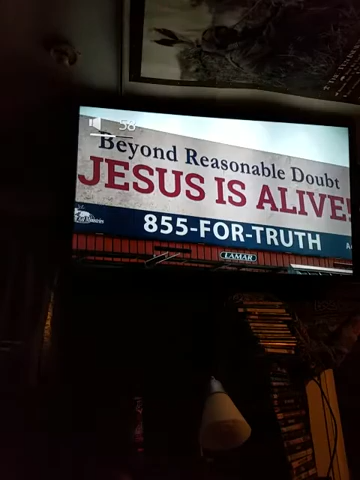 58
Beyond Reasonable Doubt
JESUS IS ALIVE!
855-FOR-TRUTH
LAMAR